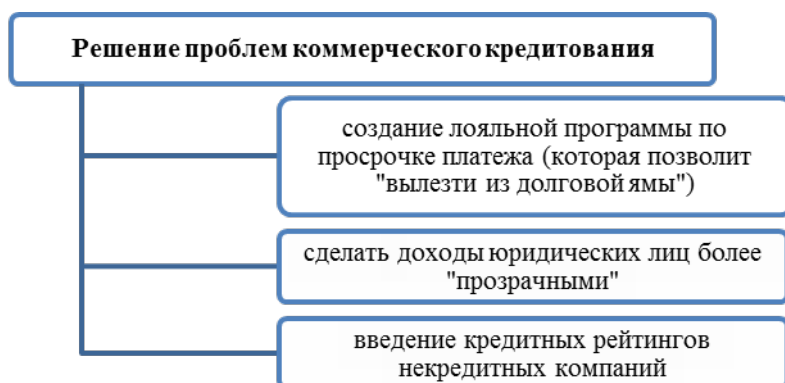 Решение проблем коммерческого кредитования
создание лояльной программы по
просрочке платежа (которая позволит
"вылезти из долговой ямы")
сделать доходы юридических лиц более
"прозрачными"
введение кредитных рейтингов
некредитных компаний